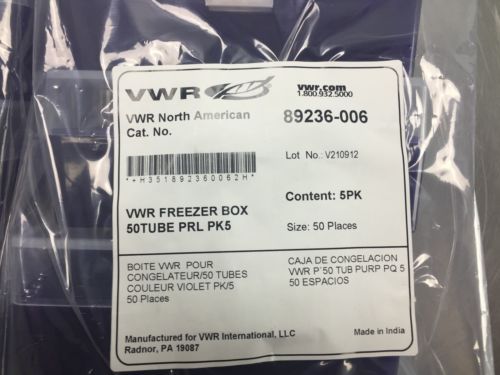 VWR
vwr.com
1.800.932.5000
VWR North American
Cat. No.
89236-006
Lot No.: V210912
*+H351892360062H*
Content: 5PK
VWR FREEZER BOX
50TUBE PRL PK5
Size: 50 Places
BOITE VWR POUR
CONGELATEUR/50 TUBES
COULEUR VIOLET PK/5
50 Places
CAJA DE CONGELACION
VWR P´50 TUB PURP PQ 5
50 ESPACIOS
Manufactured for VWR International, LLC
Radnor, PA 19087
Made in India